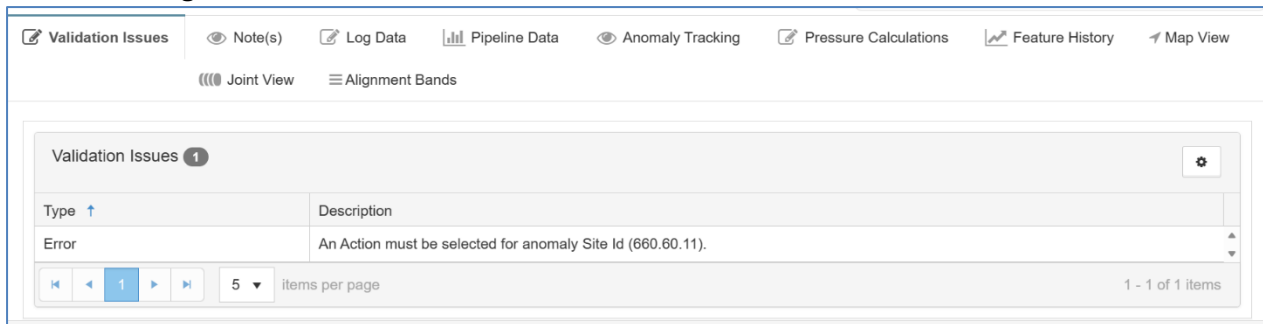 Validation Issues Note(s) Log Data Pipeline Data Anomaly Tracking Pressure Calculations Feature History Map View
Joint View Alignment Bands
Validation Issues 1
Type ↑ Description
Error An Action must be selected for anomaly Site Id (660.60.11).
1 5 items per page 1 - 1 of 1 items